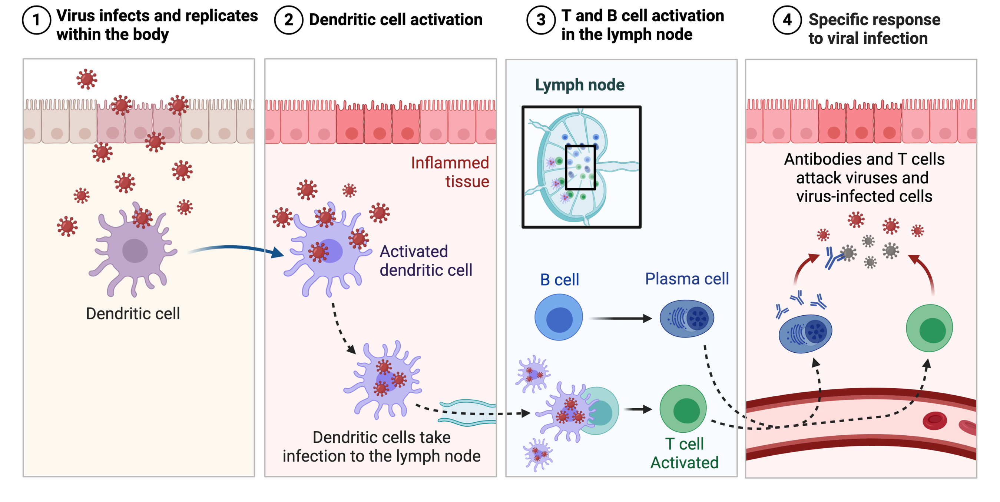 1
Virus infects and replicates
within the body
2
Dendritic cell activation
3
T and B cell activation
in the lymph node
4
Specific response
to viral infection
Dendritic cell
Inflammed
tissue
Activated
dendritic cell
Dendritic cells take
infection to the lymph node
Lymph node
B cell
Plasma cell
T cell
Activated
Antibodies and T cells
attack viruses and
virus-infected cells